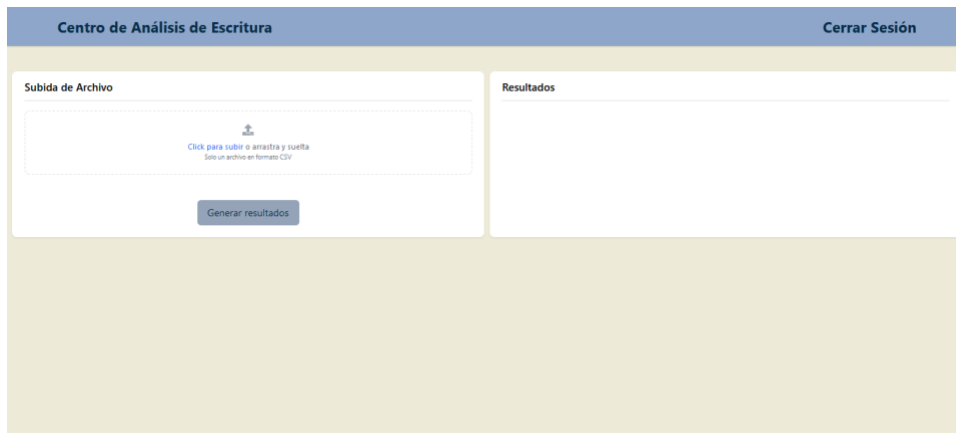 Centro de Análisis de Escritura
Cerrar Sesión
Subida de Archivo
Click para subir o arrastra y suelta
Solo un archivo en formato CSV
Generar resultados
Resultados